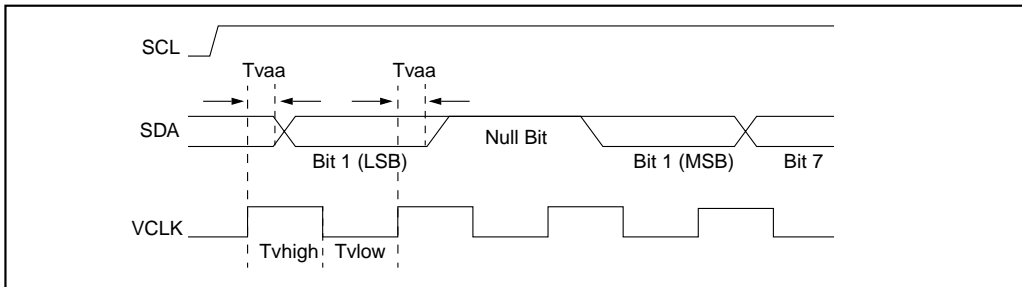 SCL
Tvaa Tvaa
SDA
Null Bit
Bit 1 (LSB) Bit 1 (MSB) Bit 7
VCLK
Tvhigh Tvlow